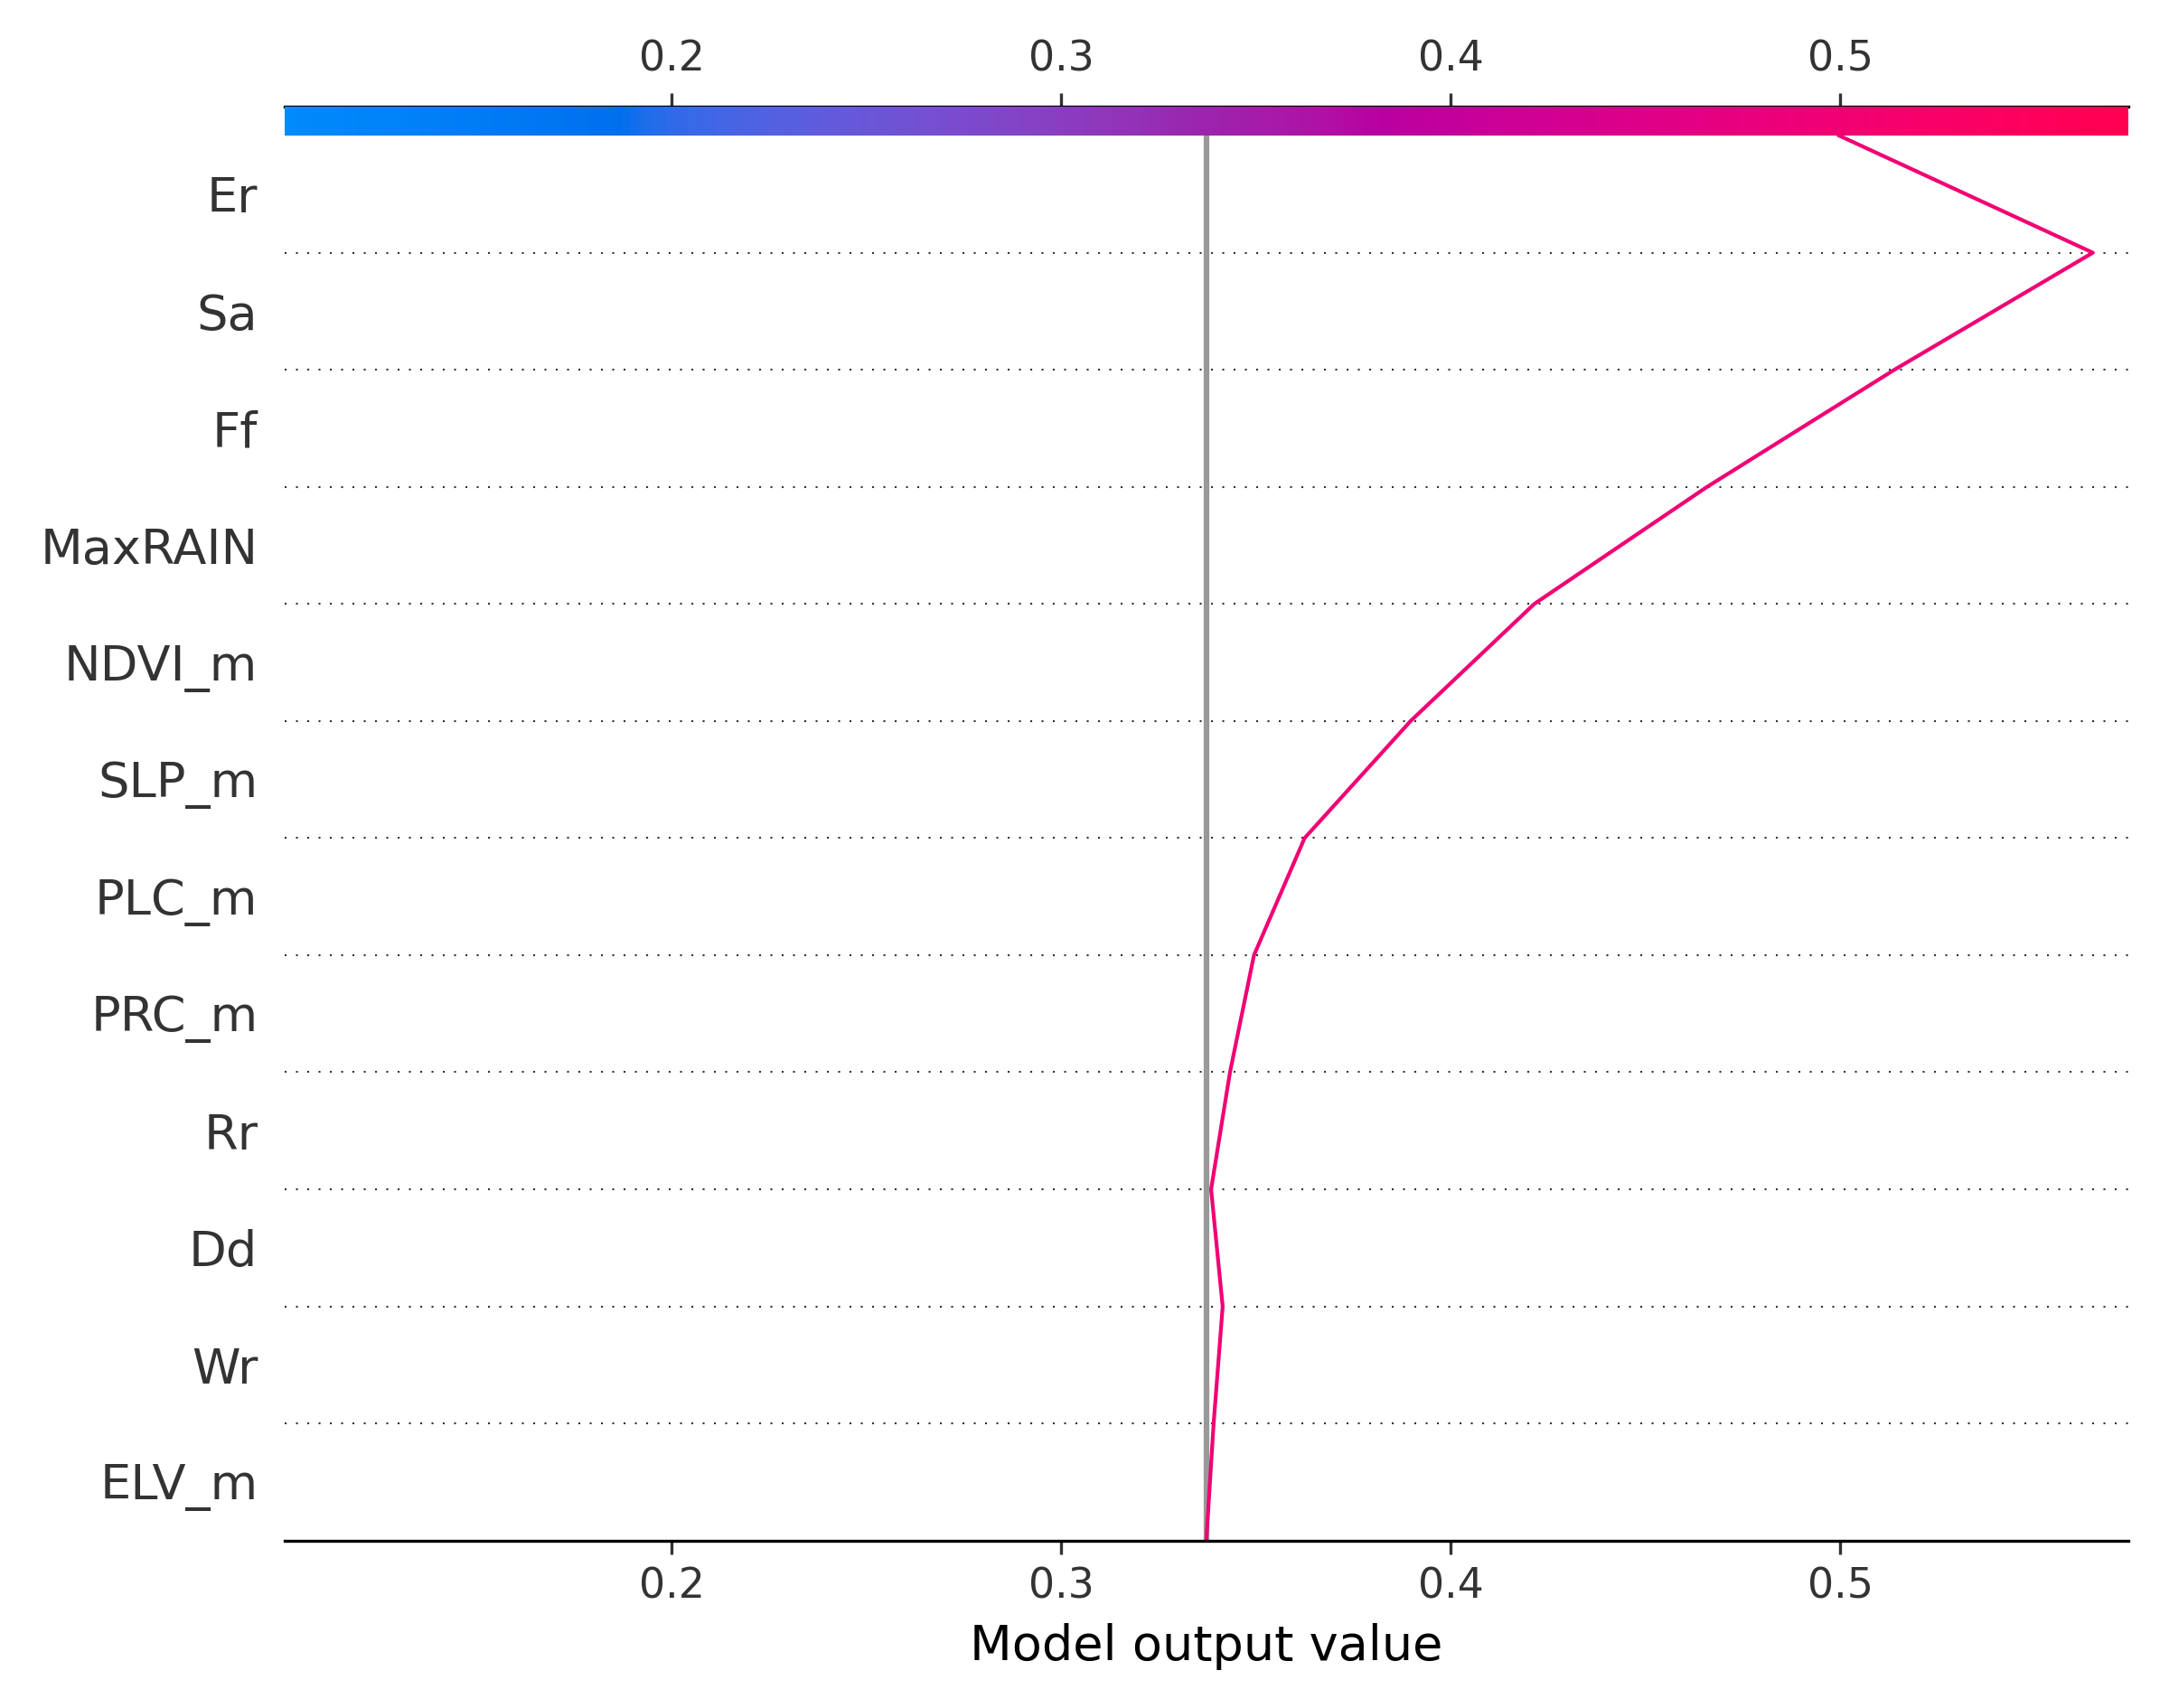 0.2 0.3 0.4 0.5
Er
Sa
Ff
MaxRAIN
NDVI_m
SLP_m
PLC_m
PRC_m
Rr
Dd
Wr
ELV_m
0.2 0.3 0.4 0.5
Model output value